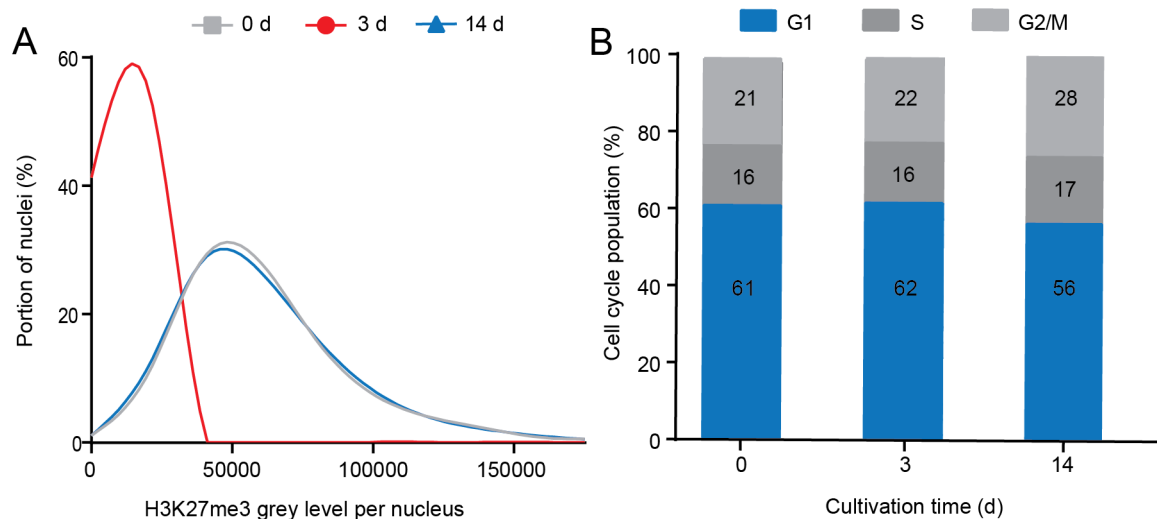 A
0 d
3 d
14 d
Portion of nuclei (%)
60
40
20
0
0
50000
100000
150000
H3K27me3 grey level per nucleus
B
G1
S
G2/M
Cell cycle population (%)
100
80
60
40
20
0
21
22
28
16
16
17
61
62
56
0
3
14
Cultivation time (d)